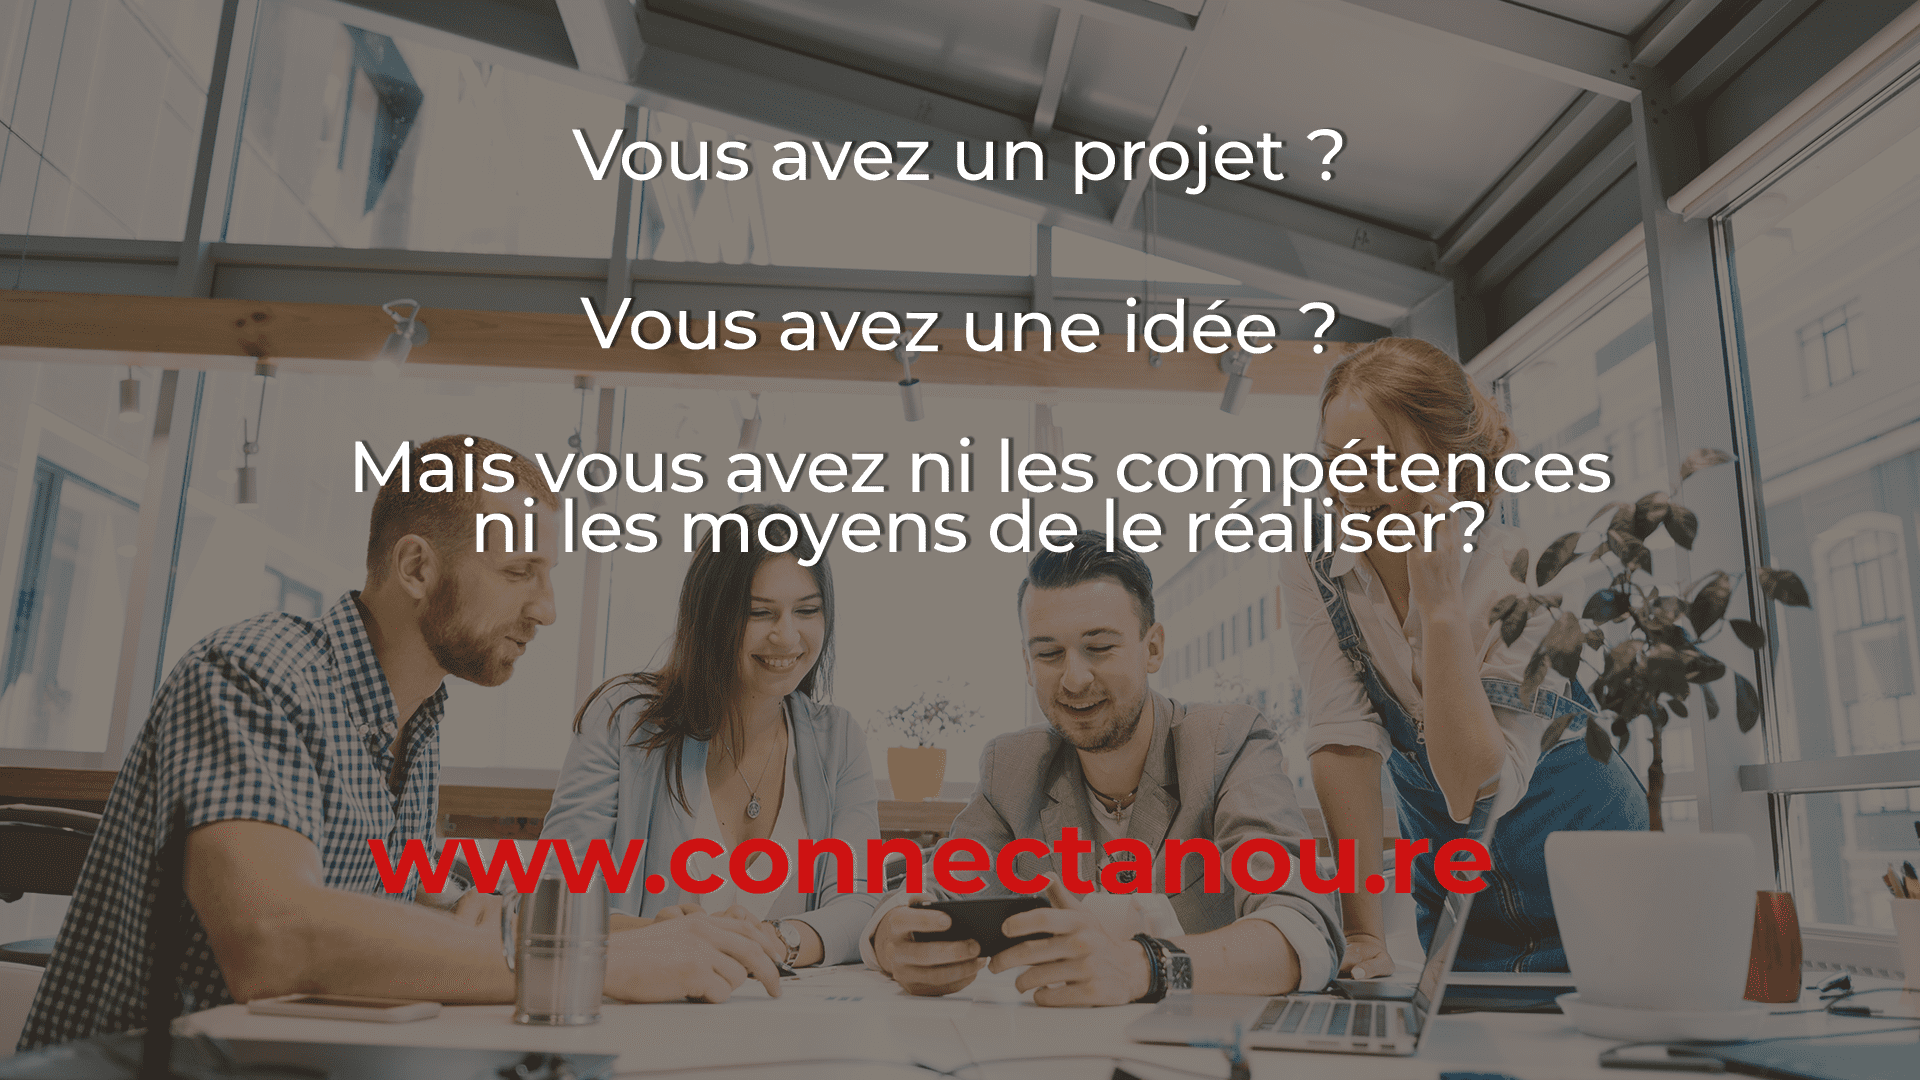 Vous avez un projet ?
Vous avez une idée ?
Mais vous avez ni les compétences
ni les moyens de le réaliser?
www.connectanou.re